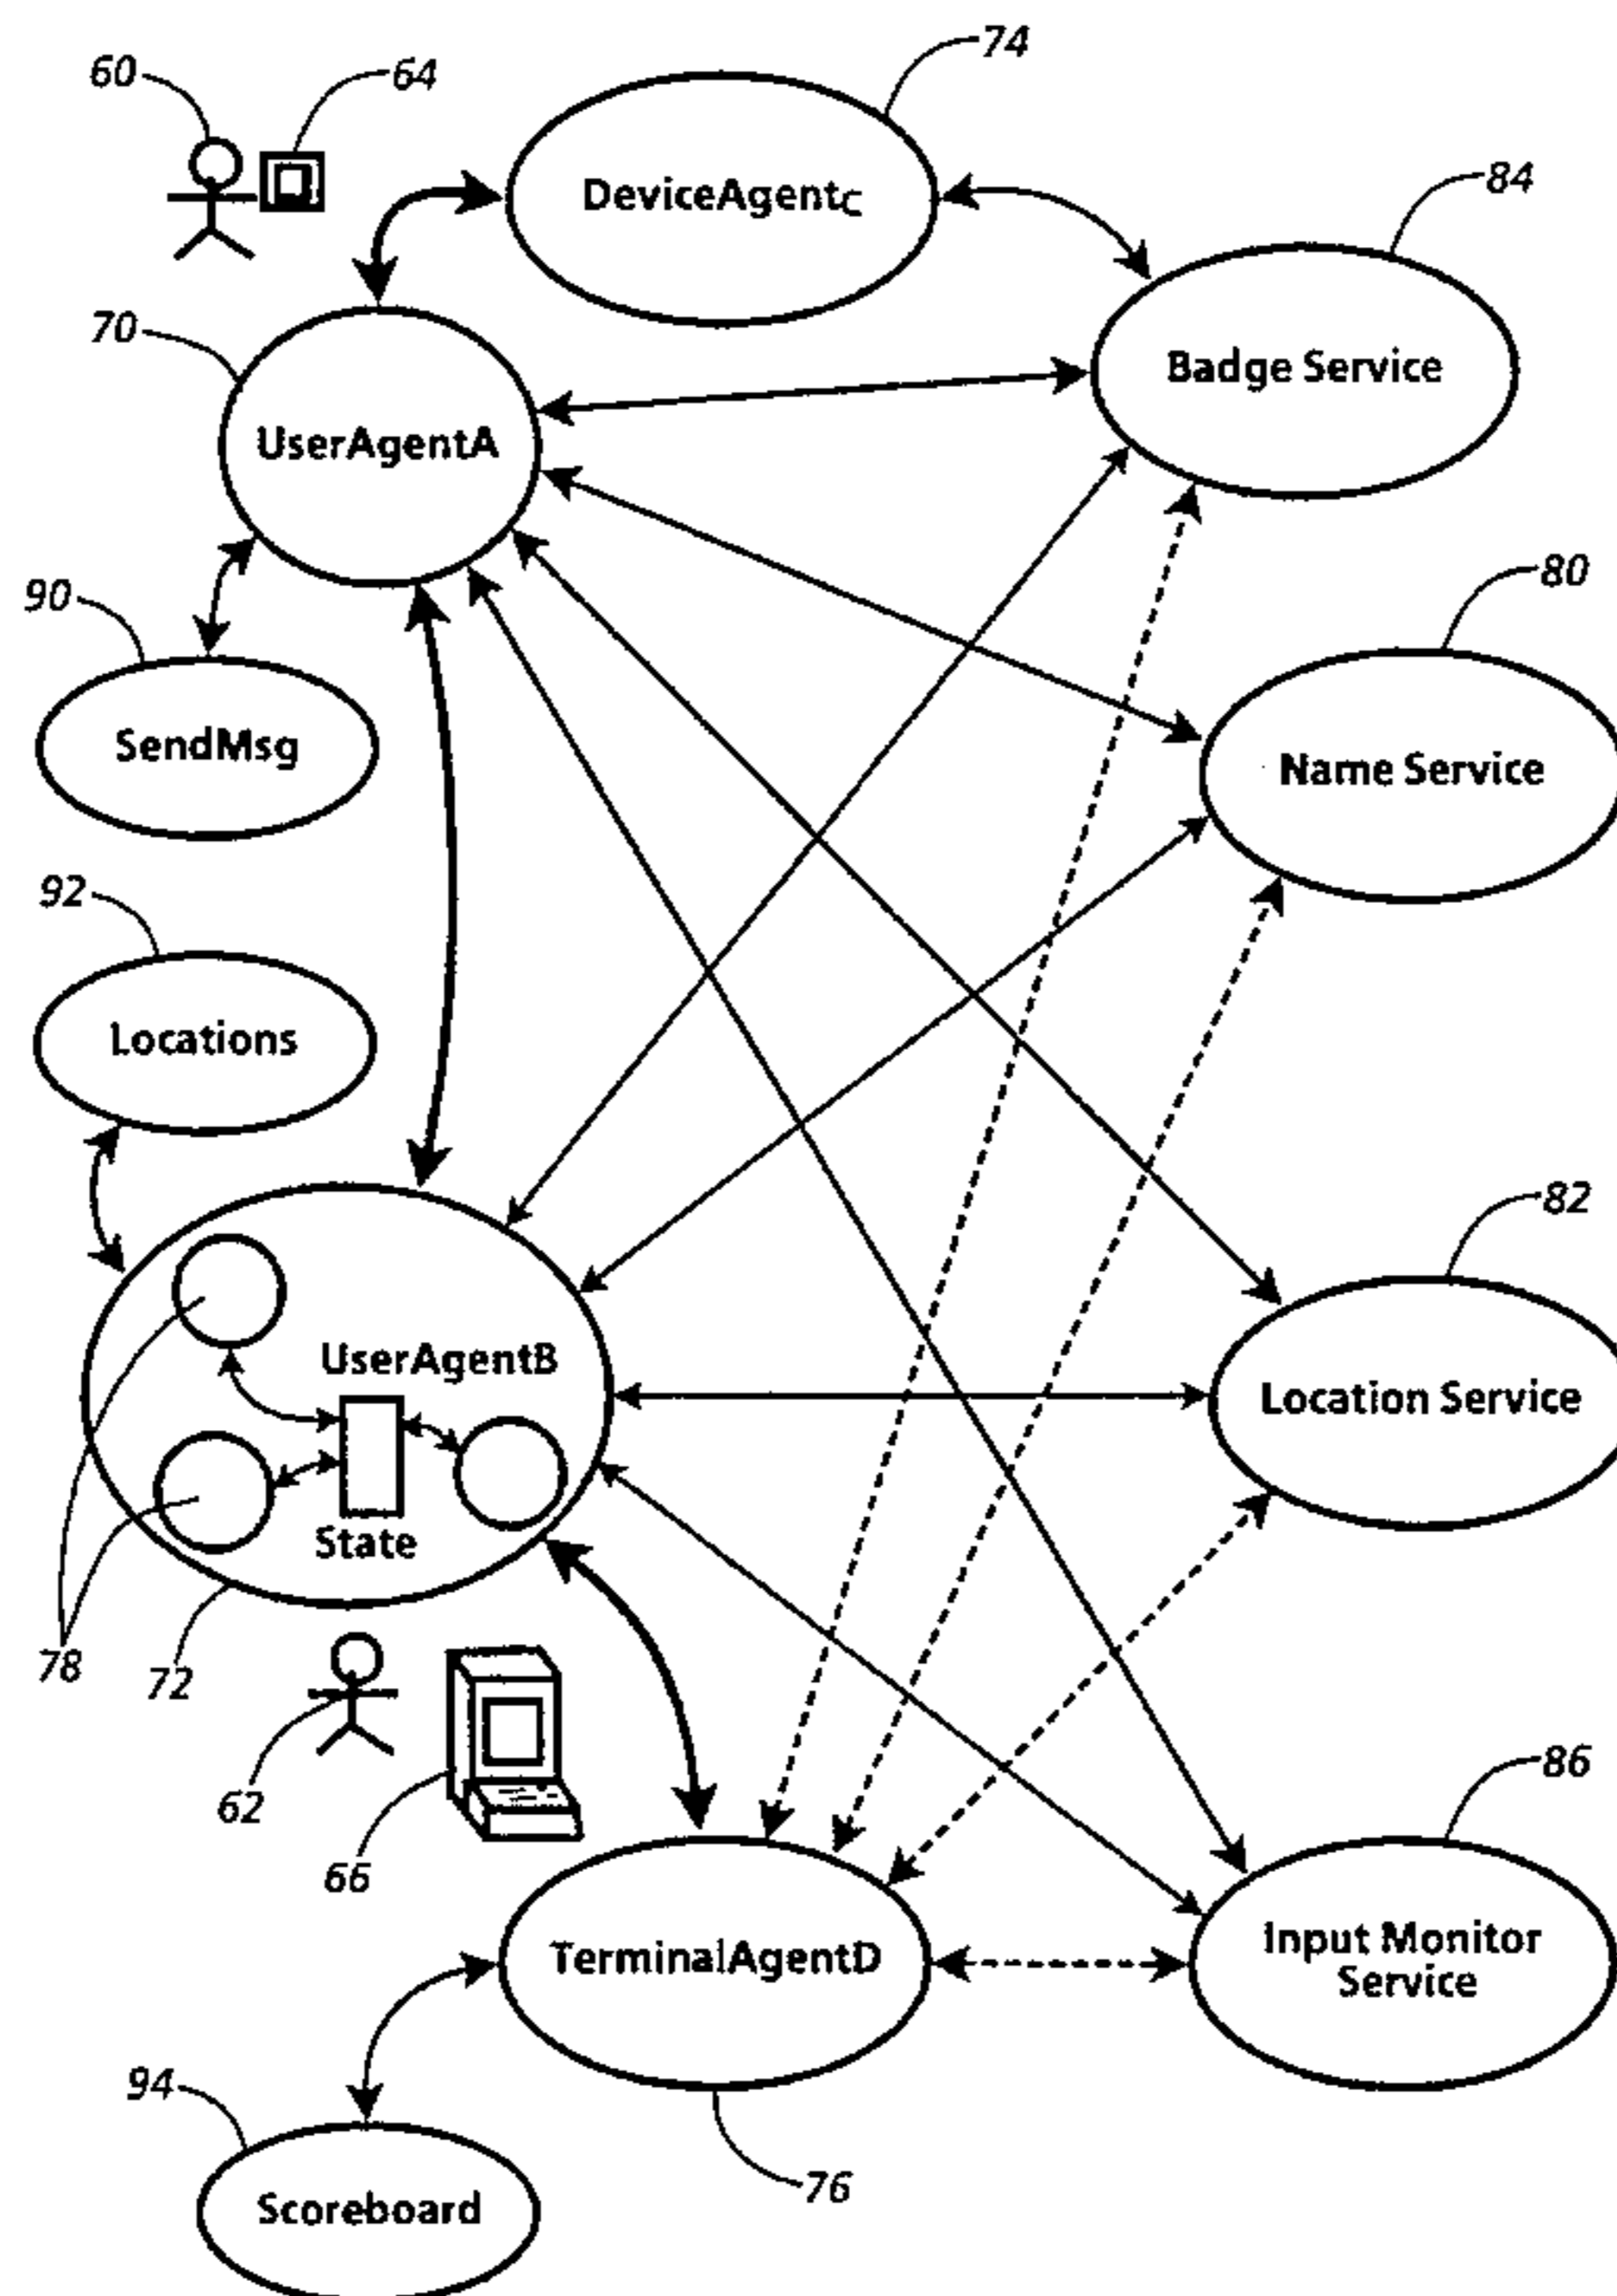 60
64
74
DeviceAgentC
84
70
Badge Service
UserAgentA
90
80
SendMsg
Name Service
92
Locations
82
UserAgentB
Location Service
State
78
72
62
66
86
TerminalAgentD
Input Monitor
Service
94
76
Scoreboard